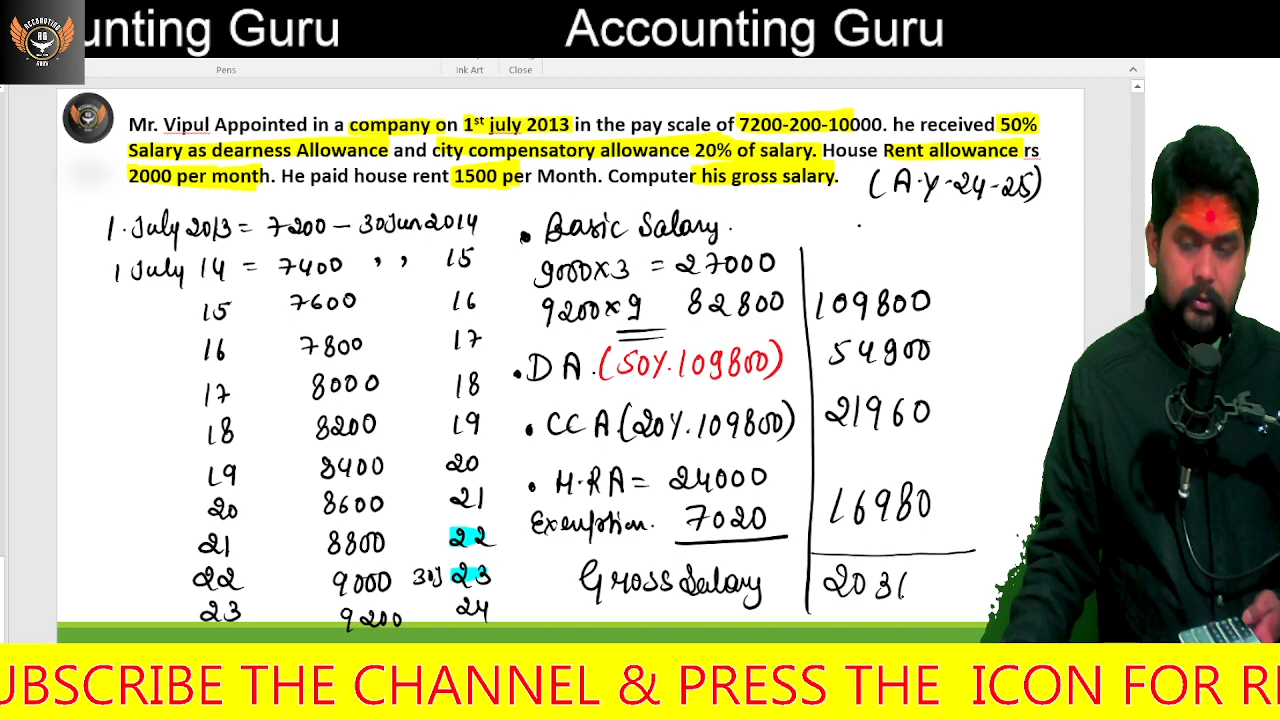 unting Guru Accounting Guru
Pens Ink Art Close
Mr. Vipul Appointed in a company on 1st july 2013 in the pay scale of 7200-200-10000. he received 50%
Salary as dearness Allowance and city compensatory allowance 20% of salary. House Rent allowance rs
2000 per month. He paid house rent 1500 per Month. Computer his gross salary.
(A.Y-24-25)
1. July 2013 = 7200 - 30 Jun 2014
1 July 14 = 7400 , , 15
15 7600 16
16 7800 17
17 8000 18
18 8200 19
19 8400 20
20 8600 21
21 8800 22
22 9000 30J 23
23 9200 24
• Basic Salary.
9000x3 = 27000
9200x9 82800 109800
• DA. (50%.109800) 54900
• CCA (20%.109800) 21960
• H.RA = 24000
Exemption. 7020 16980
Gross Salary 2036
UBSCRIBE THE CHANNEL & PRESS THE ICON FOR R